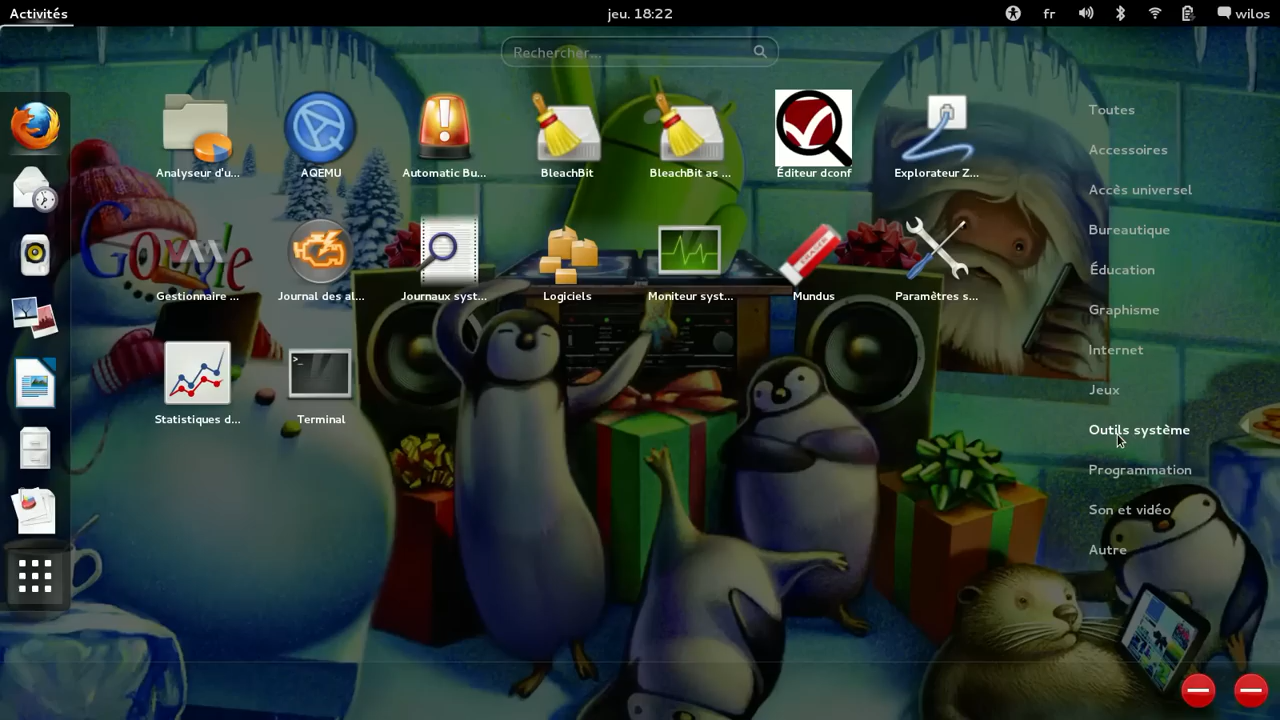 Activités
jeu. 18:22
fr
wilos
Rechercher...
Analyseur d'u...
AQEMU
Automatic Bu...
BleachBit
BleachBit as ...
Éditeur dconf
Explorateur Z...
Gestionnaire ...
Journal des al...
Journaux syst...
Logiciels
Moniteur syst...
Mundus
Paramètres s...
Statistiques d...
Terminal
Toutes
Accessoires
Accès universel
Bureautique
Éducation
Graphisme
Internet
Jeux
Outils système
Programmation
Son et vidéo
Autre
Google
ERASER
>_